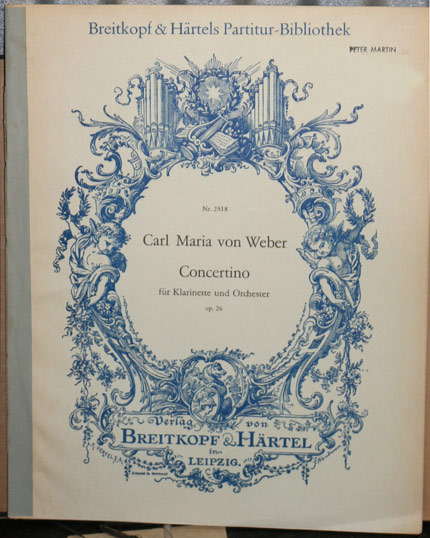 Breitkopf & Härtels Partitur-Bibliothek
PETER MARTIN
Nr. 2518
Carl Maria von Weber
Concertino
für Klarinette und Orchester
op. 26
Verlag von
BREITKOPF & HÄRTEL
in
LEIPZIG.